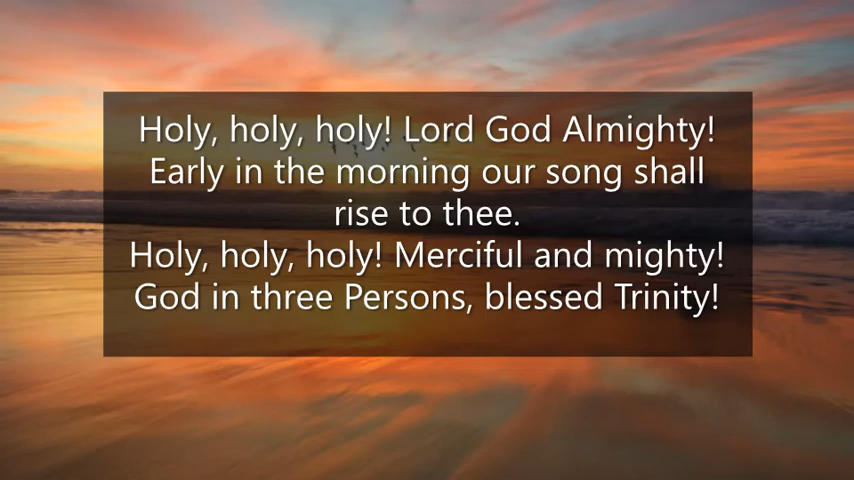 Holy, holy, holy! Lord God Almighty!
Early in the morning our song shall
rise to thee.
Holy, holy, holy! Merciful and mighty!
God in three Persons, blessed Trinity!